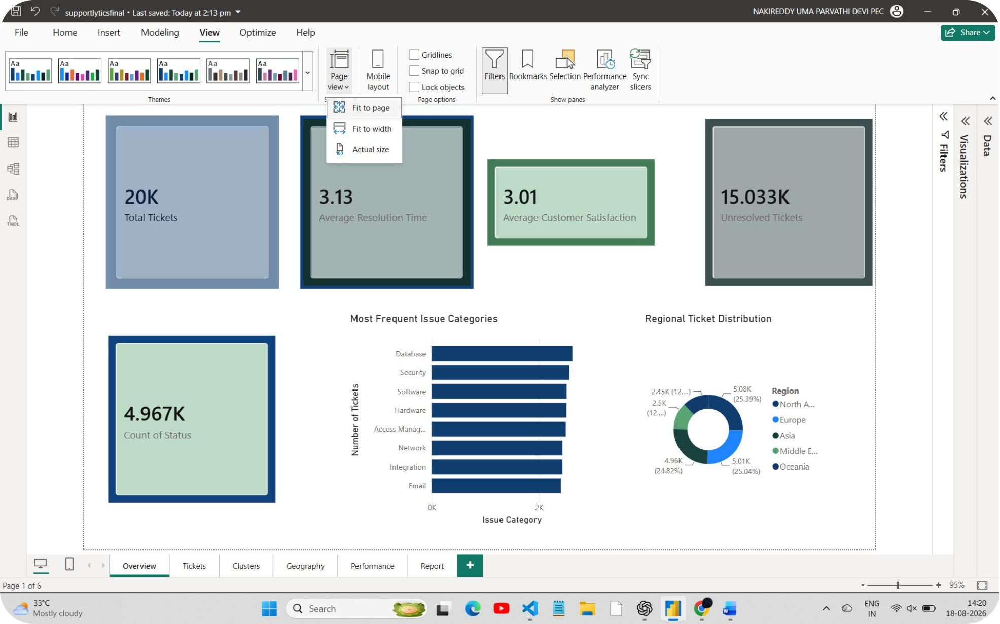 supportlyticsfinal • Last saved: Today at 2:13 pm
NAKIREDDY UMA PARVATHI DEVI PEC
File Home Insert Modeling View Optimize Help
Share
Aa Aa Aa Aa Aa Aa
Themes
Page view
Mobile layout
Gridlines
Snap to grid
Lock objects
Page options
Filters
Bookmarks
Selection
Performance analyzer
Sync slicers
Show panes
Fit to page
Fit to width
100
Actual size
DAX
TMDL
20K
Total Tickets
3.13
Average Resolution Time
3.01
Average Customer Satisfaction
15.033K
Unresolved Tickets
Filters
Visualizations
Data
4.967K
Count of Status
Most Frequent Issue Categories
Number of Tickets
Database
Security
Software
Hardware
Access Manag...
Network
Integration
Email
0K 2K
Issue Category
Regional Ticket Distribution
2.45K (12....)
2.5K
(12....)
4.96K
(24.82%)
5.08K
(25.39%)
5.01K
(25.04%)
Region
North A...
Europe
Asia
Middle E...
Oceania
Overview Tickets Clusters Geography Performance Report +
Page 1 of 6
- + 95%
33°C
Mostly cloudy
Search
W
ENG
IN
14:20
18-08-2026